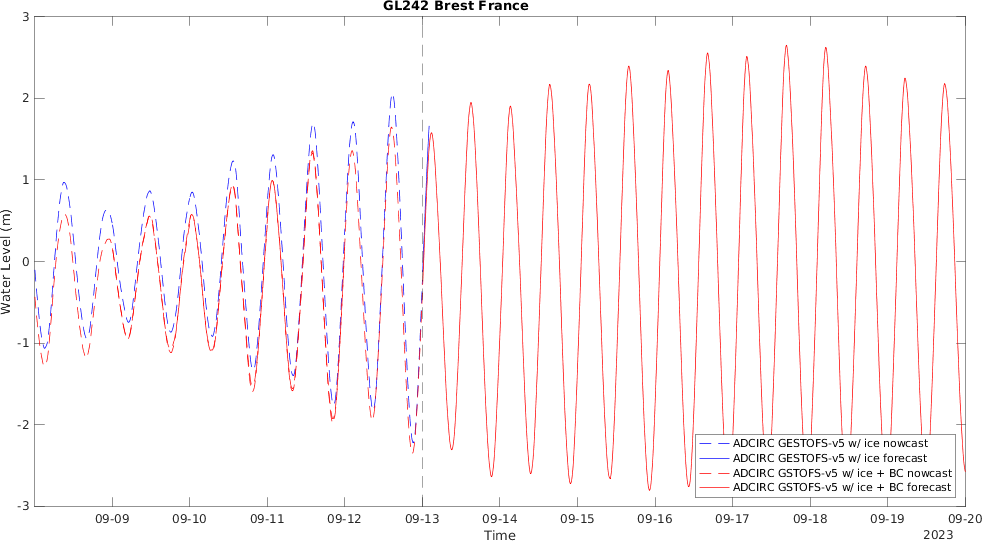 GL242 Brest France
3
2
1
0
-1
-2
-3
Water Level (m)
ADCIRC GESTOFS-v5 w/ ice nowcast
ADCIRC GESTOFS-v5 w/ ice forecast
ADCIRC GSTOFS-v5 w/ ice + BC nowcast
ADCIRC GSTOFS-v5 w/ ice + BC forecast
09-09 09-10 09-11 09-12 09-13 09-14 09-15 09-16 09-17 09-18 09-19 09-20
Time
2023